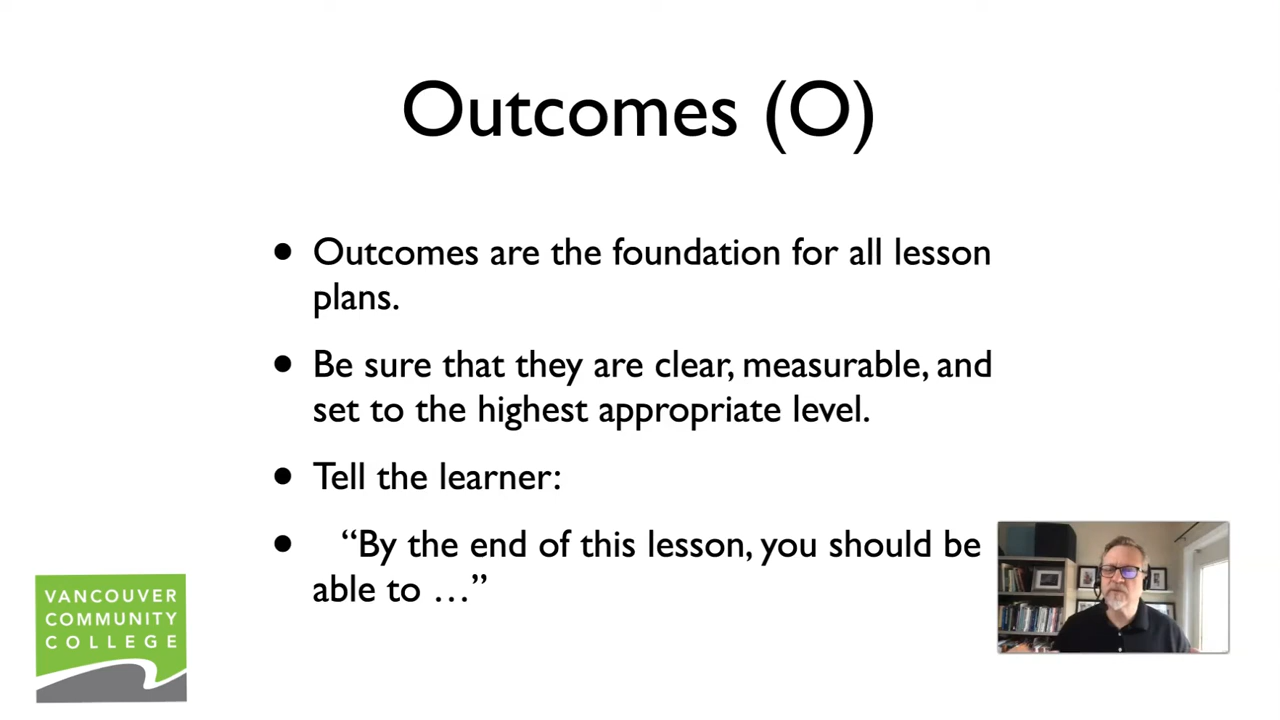 Outcomes (O)
• Outcomes are the foundation for all lesson
plans.
• Be sure that they are clear, measurable, and
set to the highest appropriate level.
• Tell the learner:
• “By the end of this lesson, you should be
able to …”
VANCOUVER
COMMUNITY
COLLEGE